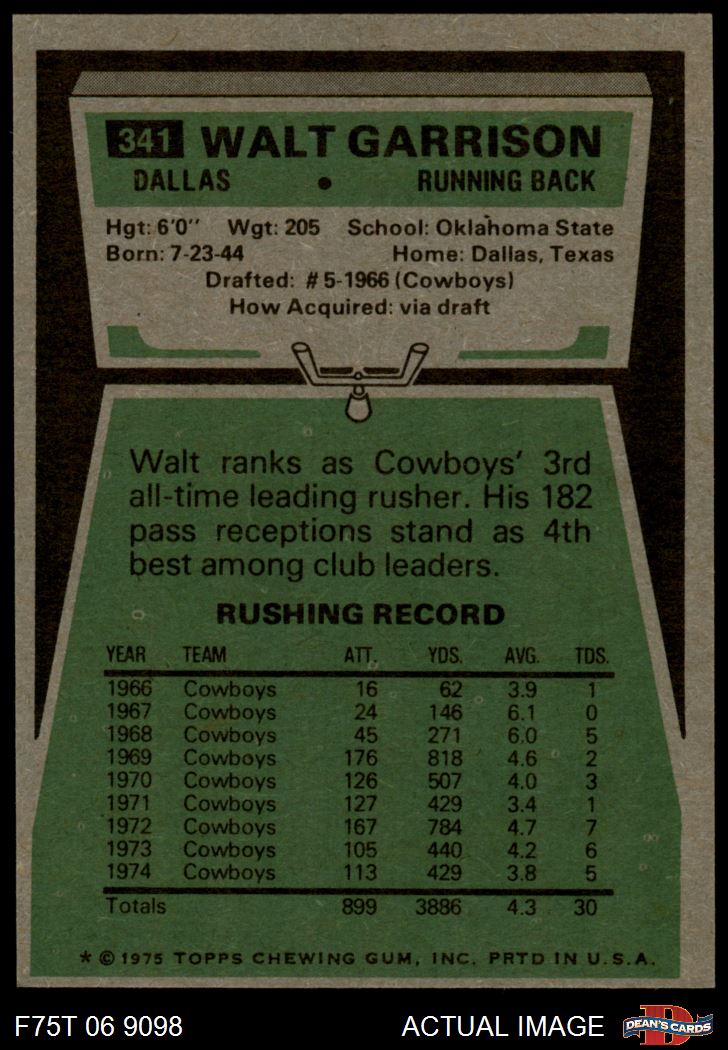 341 WALT GARRISON
DALLAS • RUNNING BACK
Hgt: 6'0" Wgt: 205 School: Oklahoma State
Born: 7-23-44 Home: Dallas, Texas
Drafted: #5-1966 (Cowboys)
How Acquired: via draft
Walt ranks as Cowboys' 3rd
all-time leading rusher. His 182
pass receptions stand as 4th
best among club leaders.
RUSHING RECORD
YEAR TEAM ATT. YDS. AVG. TDS.
1966 Cowboys 16 62 3.9 1
1967 Cowboys 24 146 6.1 0
1968 Cowboys 45 271 6.0 5
1969 Cowboys 176 818 4.6 2
1970 Cowboys 126 507 4.0 3
1971 Cowboys 127 429 3.4 1
1972 Cowboys 167 784 4.7 7
1973 Cowboys 105 440 4.2 6
1974 Cowboys 113 429 3.8 5
Totals 899 3886 4.3 30
* © 1975 TOPPS CHEWING GUM, INC. PRTD IN U.S.A.
F75T 06 9098 ACTUAL IMAGE D DEAN'S CARDS